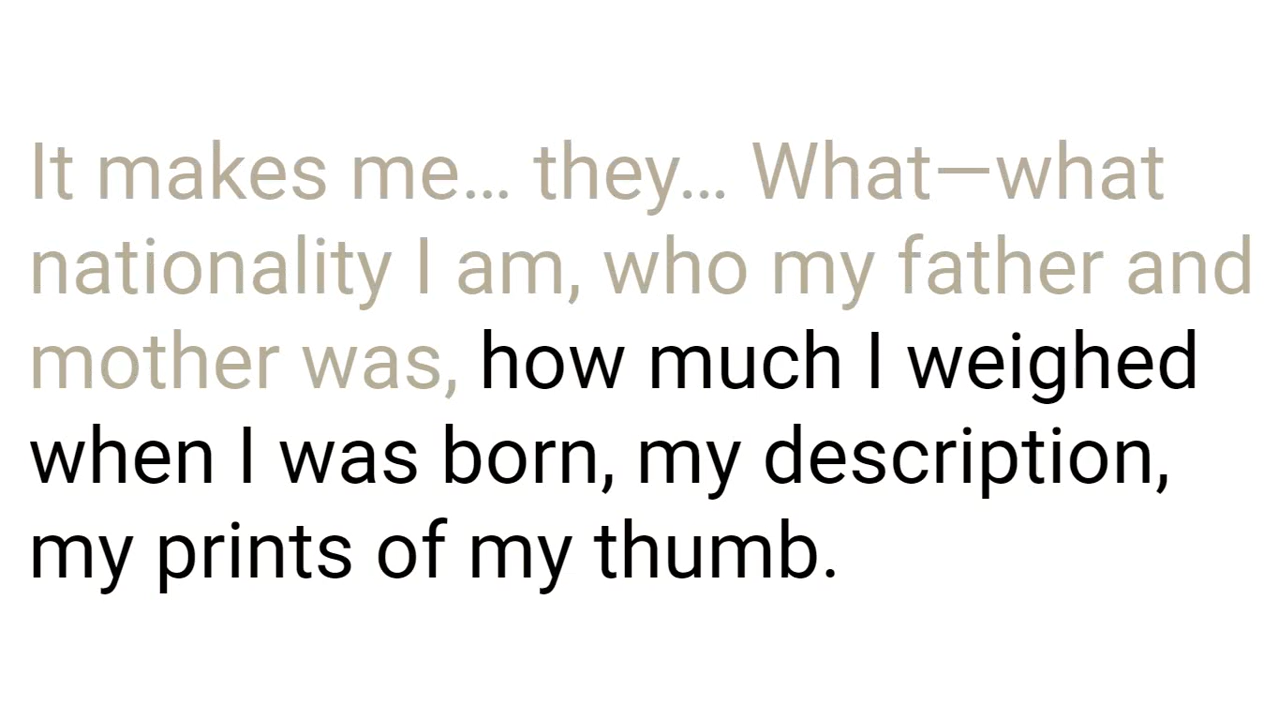 It makes me… they… What—what
nationality I am, who my father and
mother was, how much I weighed
when I was born, my description,
my prints of my thumb.